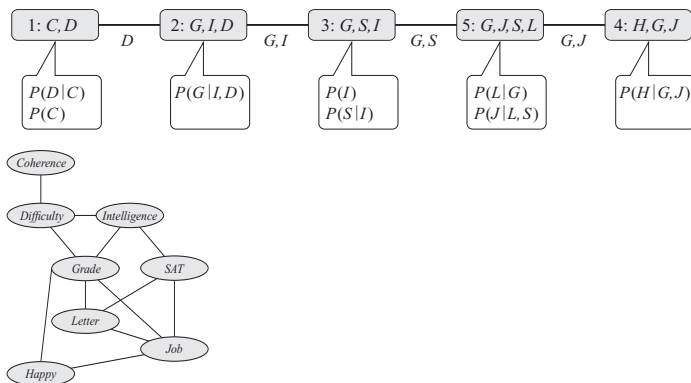 1: C,D
2: G,I,D
3: G,S,I
5: G,J,S,L
4: H,G,J
D
G,I
G,S
G,J
P(D|C)
P(C)
P(G|I,D)
P(I)
P(S|I)
P(L|G)
P(J|L,S)
P(H|G,J)
Coherence
Difficulty
Intelligence
Grade
SAT
Letter
Job
Happy